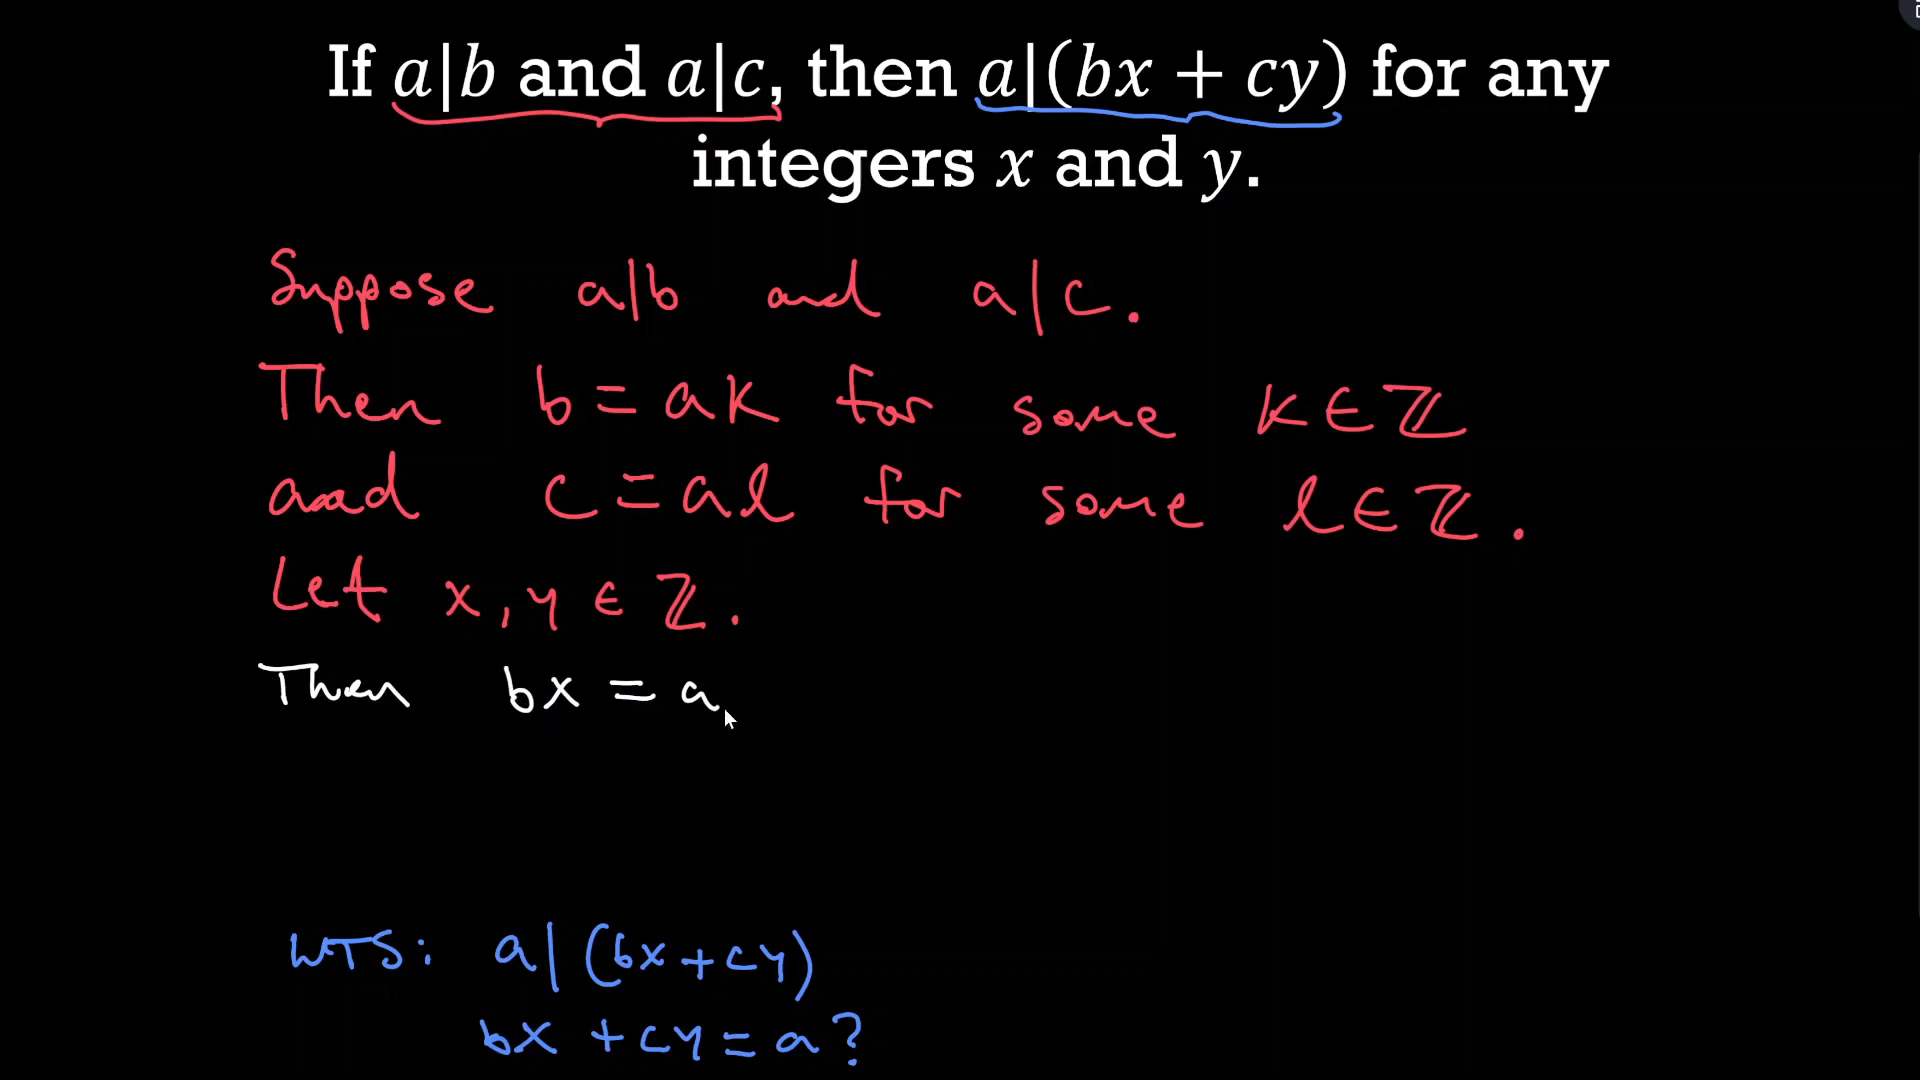 If a|b and a|c, then a|(bx + cy) for any
integers x and y.
Suppose a|b and a|c.
Then b = ak for some k ∈ ℤ
and c = al for some l ∈ ℤ.
Let x, y ∈ ℤ.
Then bx = a
WTS: a|(bx + cy)
bx + cy = a?